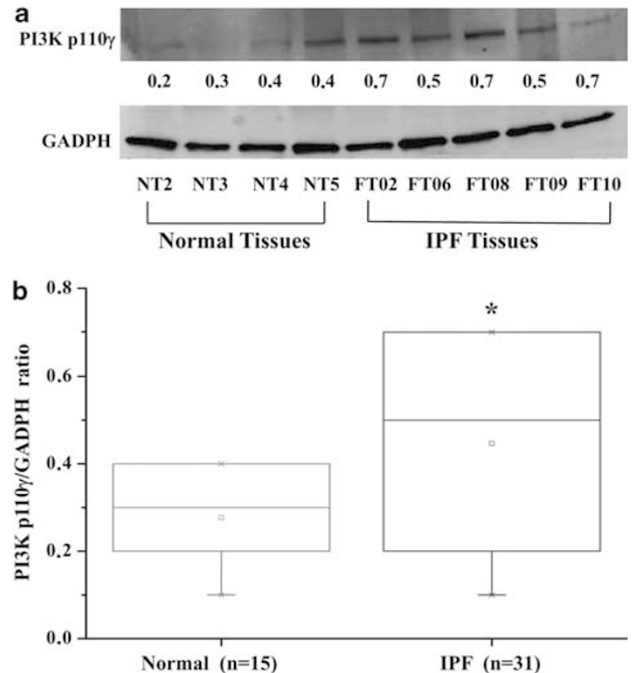 a
PI3K p110γ
0.2 0.3 0.4 0.4 0.7 0.5 0.7 0.5 0.7
GADPH
NT2 NT3 NT4 NT5 FT02 FT06 FT08 FT09 FT10
Normal Tissues IPF Tissues
b
PI3K p110γ/GADPH ratio
0.8
0.6
0.4
0.2
0.0
*
Normal (n=15) IPF (n=31)